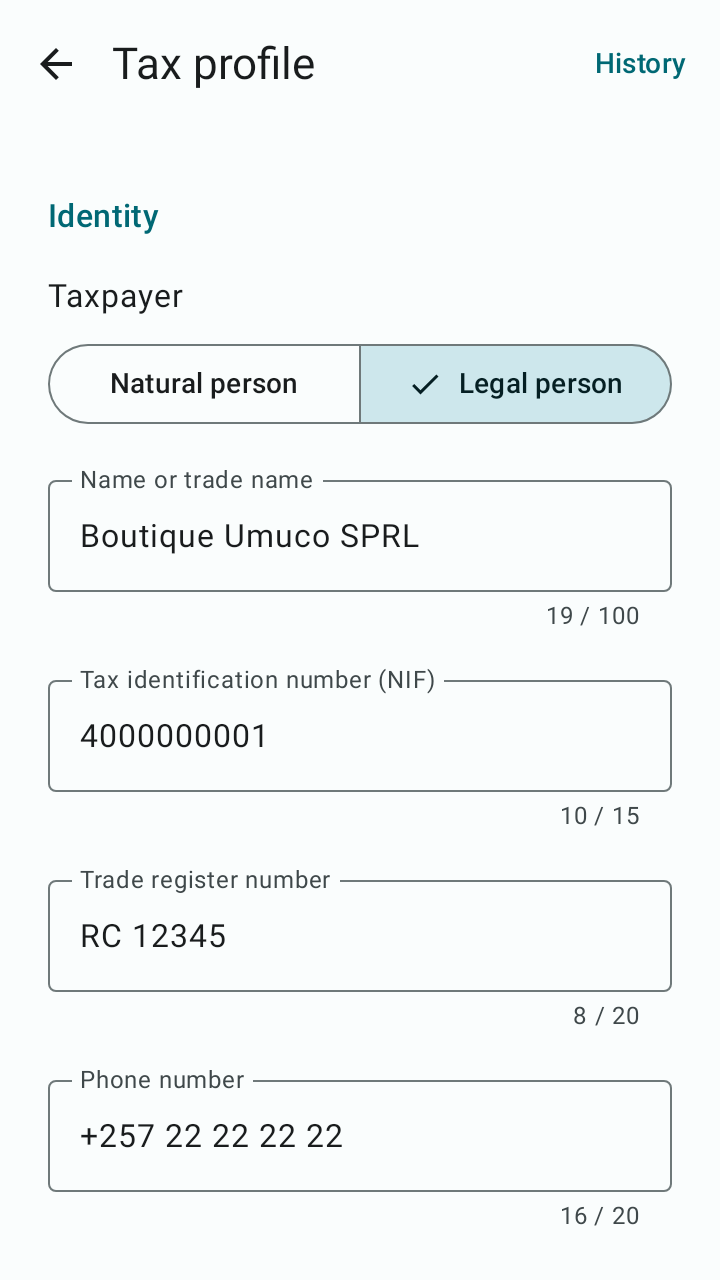 Tax profile
History
Identity
Taxpayer
Natural person
Legal person
Name or trade name
Boutique Umuco SPRL
19 / 100
Tax identification number (NIF)
4000000001
10 / 15
Trade register number
RC 12345
8 / 20
Phone number
+257 22 22 22 22
16 / 20